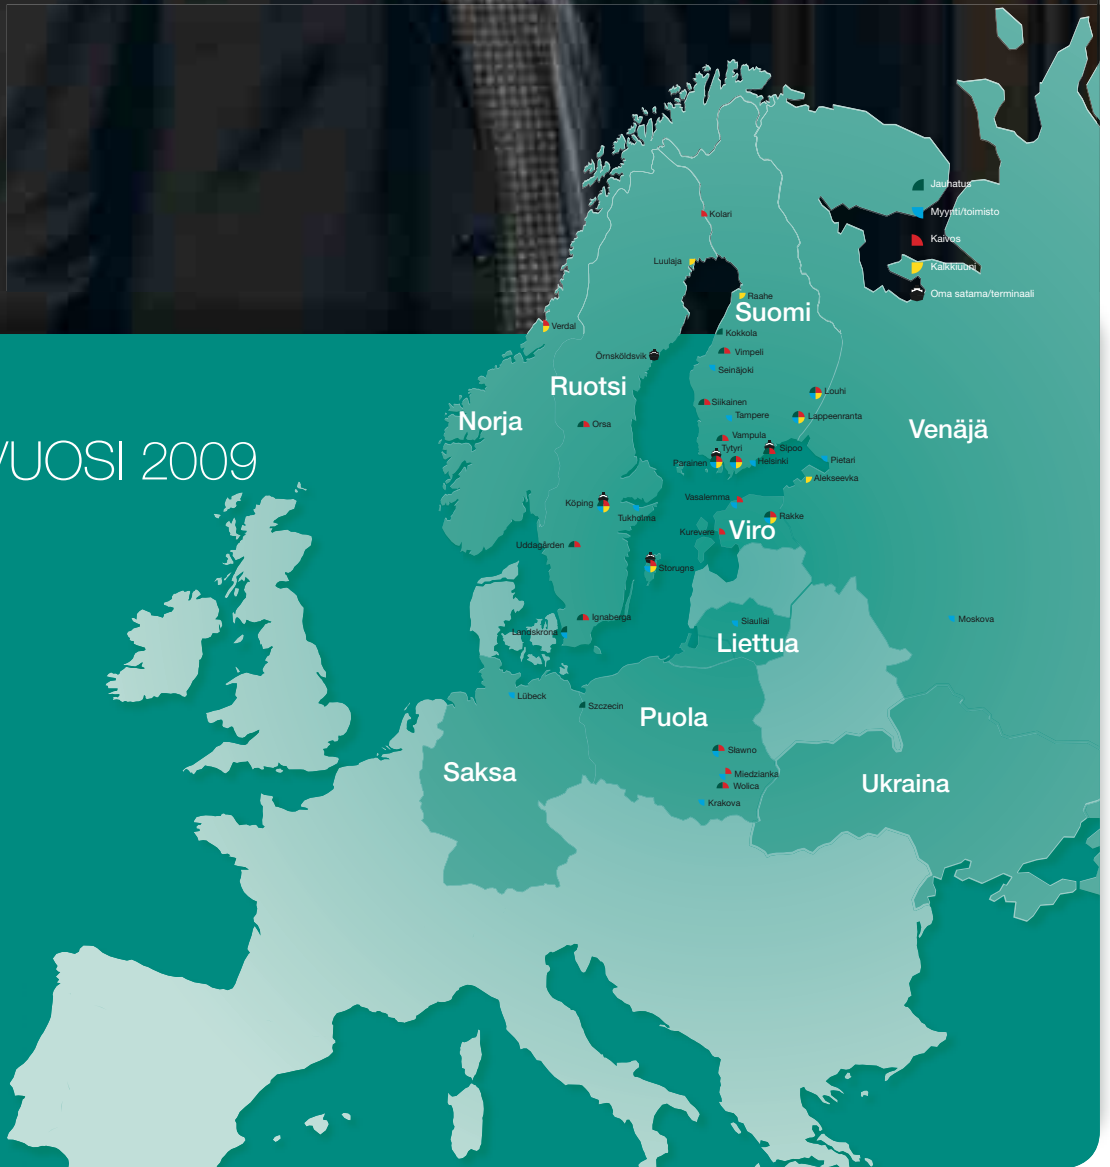 Jauhatus
Myynti/toimisto
Kaivos
Kalkkiuuni
Oma satama/terminaali
Kolari
Luulaja
Raahe
Suomi
Verdal
Kokkola
Örnsköldsvik
Vimpeli
Seinäjoki
Ruotsi
Louhi
Siikainen
Norja
Tampere
Lappeenranta
Orsa
Venäjä
Vampula
Tytyri
Sipoo
VUOSI 2009
Parainen
Helsinki
Pietari
Alekseevka
Köping
Vasalemma
Tukholma
Rakke
Kurevere
Viro
Uddagården
Storugns
Ignaberga
Siauliai
Moskova
Landskrona
Liettua
Lübeck
Szczecin
Puola
Sławno
Saksa
Miedzianka
Wolica
Ukraina
Krakova